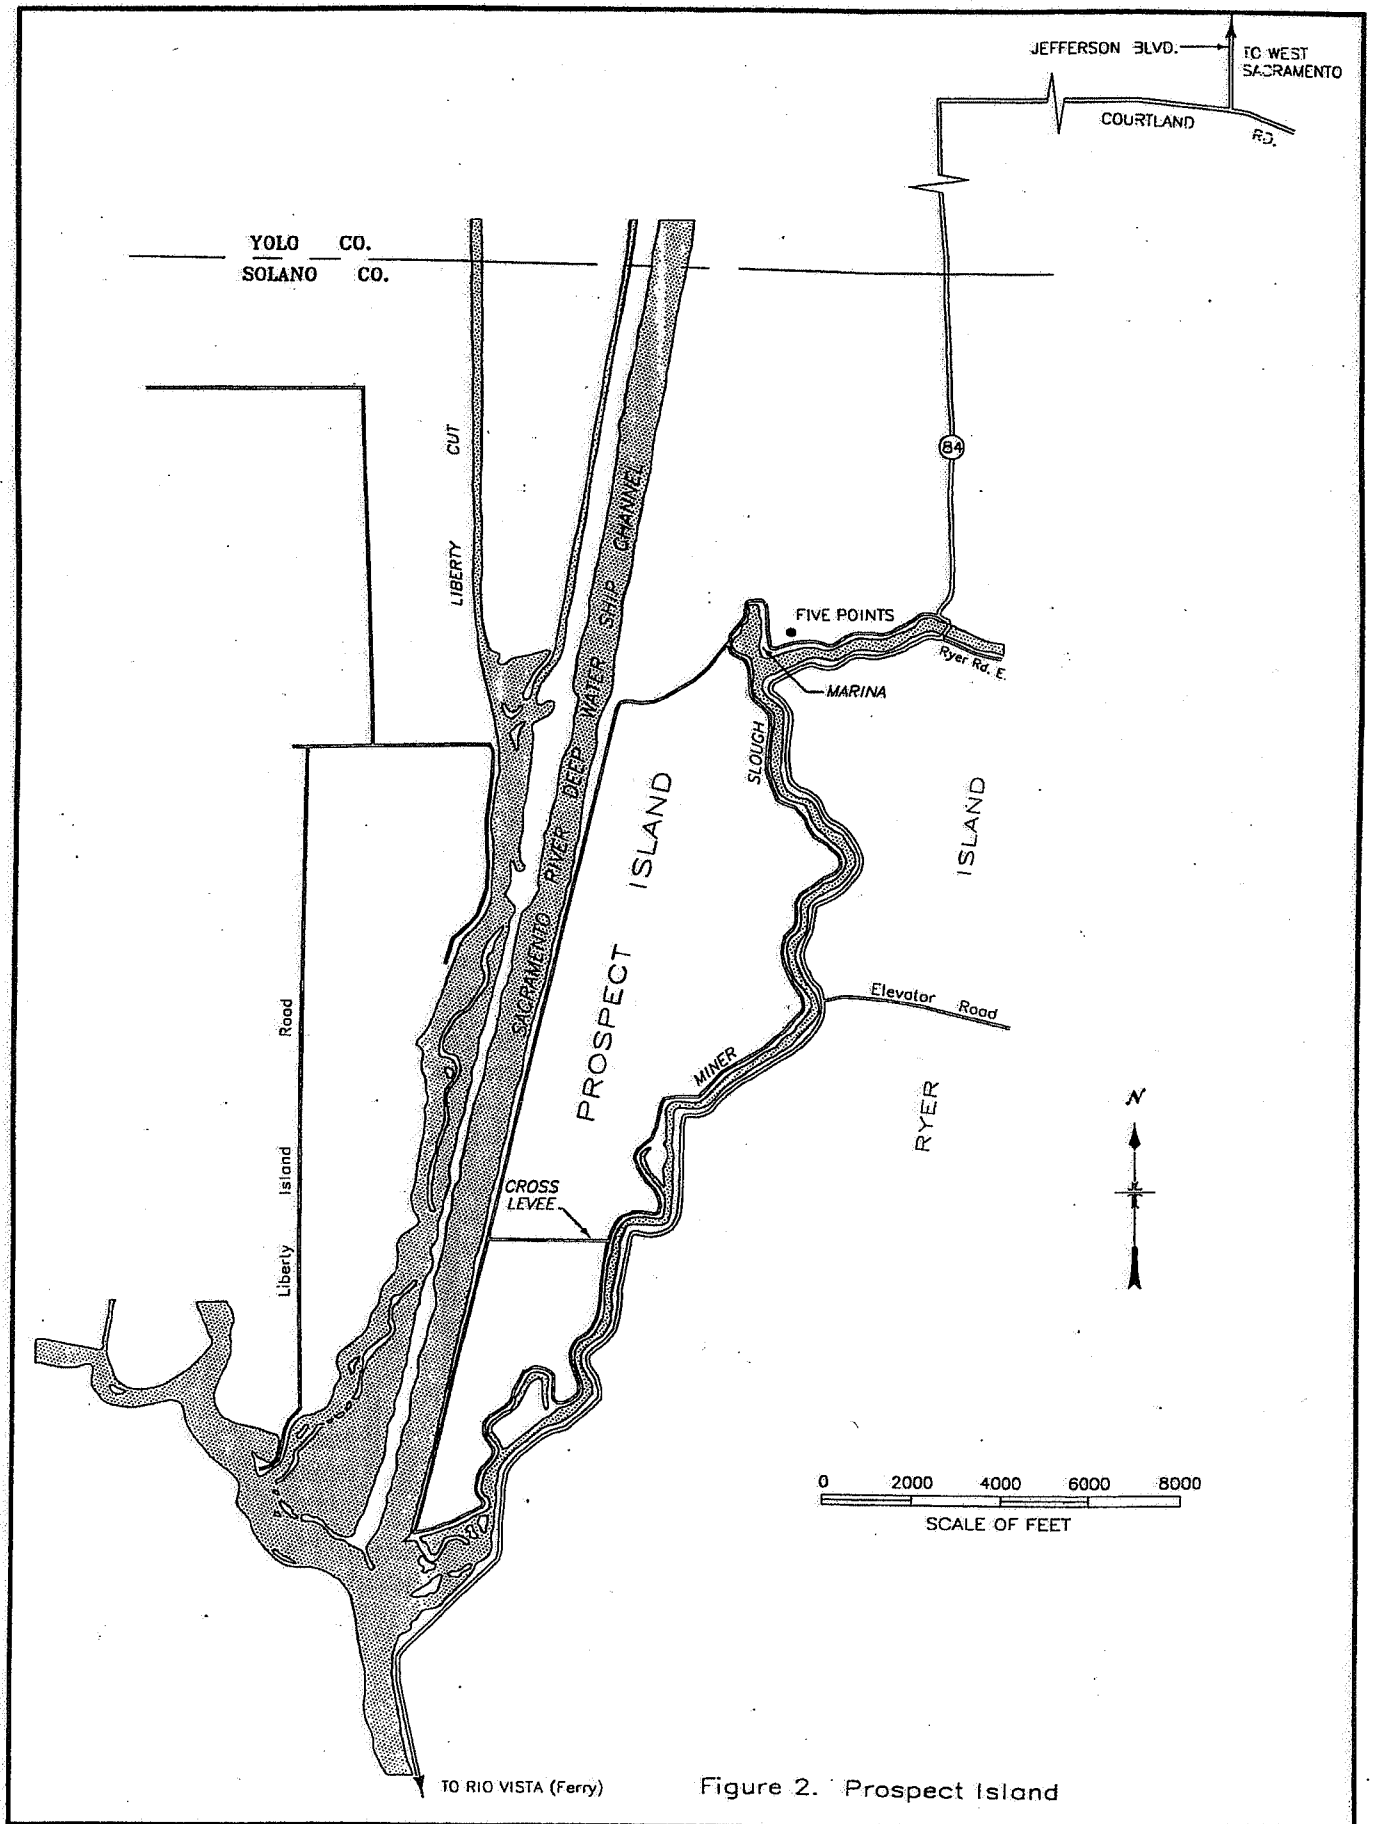 JEFFERSON BLVD.
TO WEST
SACRAMENTO
COURTLAND RD.
YOLO CO.
SOLANO CO.
84
LIBERTY CUT
SACRAMENTO RIVER DEEP WATER SHIP CHANNEL
FIVE POINTS
Ryer Rd. E.
MARINA
MINER SLOUGH
PROSPECT ISLAND
RYER ISLAND
Elevator Road
Liberty Island Road
N
CROSS
LEVEE
0 2000 4000 6000 8000
SCALE OF FEET
TO RIO VISTA (Ferry)
Figure 2. Prospect Island